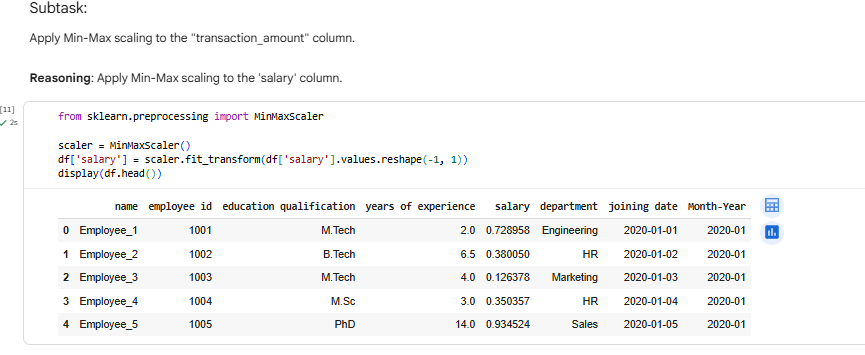 Subtask:
Apply Min-Max scaling to the "transaction_amount" column.
Reasoning: Apply Min-Max scaling to the 'salary' column.
[11]
2s
from sklearn.preprocessing import MinMaxScaler
scaler = MinMaxScaler()
df['salary'] = scaler.fit_transform(df['salary'].values.reshape(-1, 1))
display(df.head())
name employee id education qualification years of experience salary department joining date Month-Year
0 Employee_1 1001 M.Tech 2.0 0.728958 Engineering 2020-01-01 2020-01
1 Employee_2 1002 B.Tech 6.5 0.380050 HR 2020-01-02 2020-01
2 Employee_3 1003 M.Tech 4.0 0.126378 Marketing 2020-01-03 2020-01
3 Employee_4 1004 M.Sc 3.0 0.350357 HR 2020-01-04 2020-01
4 Employee_5 1005 PhD 14.0 0.934524 Sales 2020-01-05 2020-01